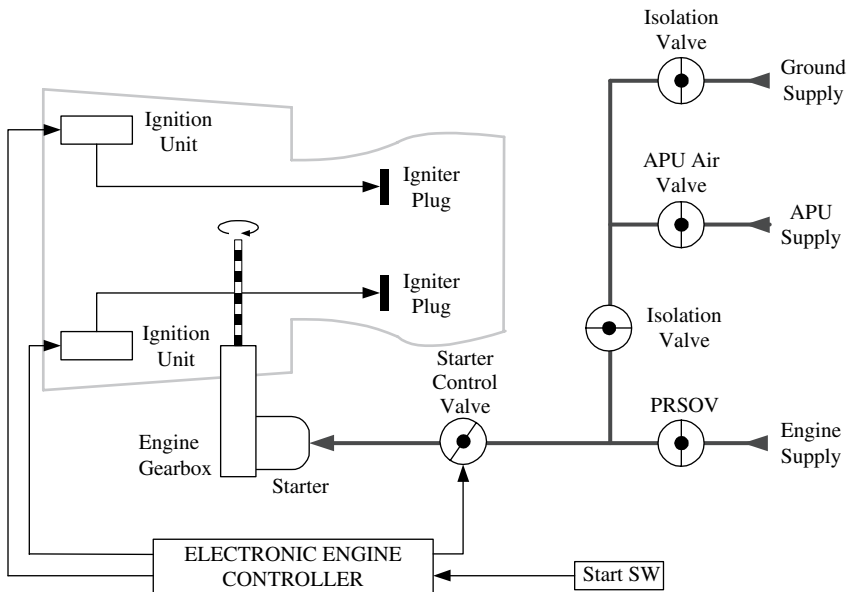 Isolation
Valve
Ground
Supply
Ignition
Unit
Igniter
Plug
APU Air
Valve
APU
Supply
Igniter
Plug
Ignition
Unit
Isolation
Valve
Starter
Control
Valve
PRSOV
Engine
Supply
Engine
Gearbox
Starter
ELECTRONIC ENGINE
CONTROLLER
Start SW